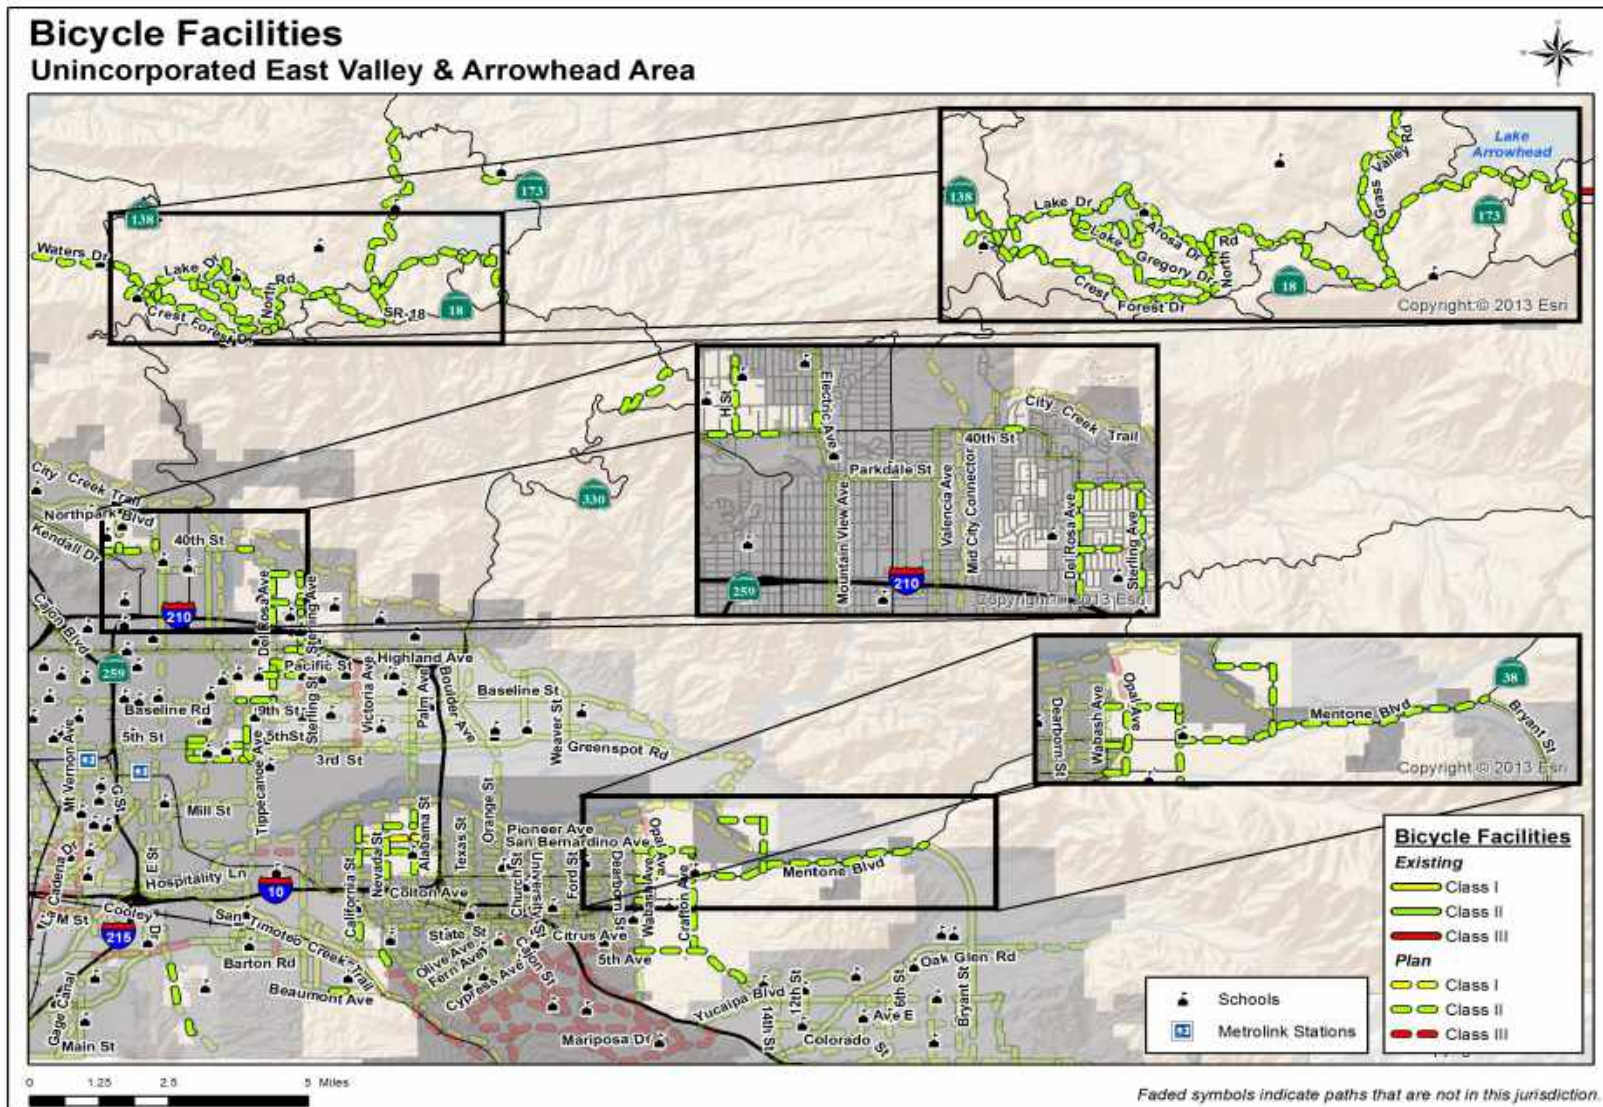 Bicycle Facilities
Unincorporated East Valley & Arrowhead Area
138
173
Waters Dr
Lake Dr
North Rd
Crest Forest Dr
SR-18
18
138
Lake Dr
Arosa Dr
Lake Gregory Dr
North Rd
Crest Forest Dr
Grass Valley Rd
Lake Arrowhead
173
18
Copyright:© 2013 Esri
330
H St
Electric Ave
City Creek Trail
40th St
Parkdale St
Mountain View Ave
Valencia Ave
Mid City Connector
Del Rosa Ave
Sterling Ave
259
210
Copyright © 2013 Esri
City Creek Trail
Northpark Blvd
Kendall Dr
40th St
Cajon Blvd
210
Del Rosa Ave
Sterling Ave
259
Pacific St
Highland Ave
Victoria Ave
Palm Ave
Boulder Ave
Baseline St
Baseline Rd
9th St
Sterling St
Weaver St
5th St
5thSt
3rd St
Greenspot Rd
Mt Vernon Ave
G St
Tippecanoe Ave
Mill St
E St
Hospitality Ln
10
California St
Nevada St
Alabama St
Texas St
Orange St
Pioneer Ave
San Bernardino Ave
Church St
University St
Ford St
Dearborn St
Wabash Ave
Opal Ave
Crafton Ave
Mentone Blvd
Colton Ave
La Cadena Dr
M St
Cooley Dr
215
San Timoteo Creek Trail
Barton Rd
Beaumont Ave
Gage Canal
Main St
State St
Olive Ave
Fern Ave
Cypress Ave
Cajon St
Citrus Ave
5th Ave
Mariposa Dr
Yucaipa Blvd
14th St
12th St
6th St
Ave E
Colorado St
Bryant St
Oak Glen Rd
Dearborn St
Wabash Ave
Opal Ave
Mentone Blvd
38
Bryant St
Copyright © 2013 Esri
Bicycle Facilities
Existing
Class I
Class II
Class III
Plan
Class I
Class II
Class III
Schools
Metrolink Stations
0 1.25 2.5 5 Miles
Faded symbols indicate paths that are not in this jurisdiction.